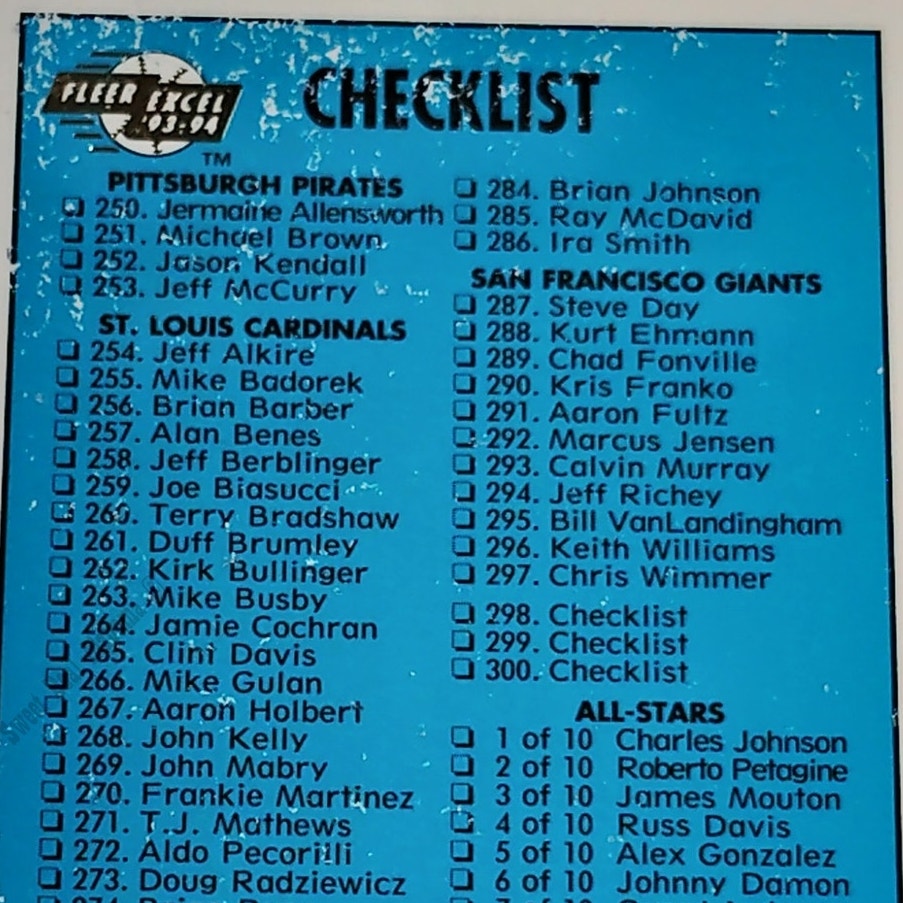 FLEER EXCEL
'93-94
TM
CHECKLIST
PITTSBURGH PIRATES
250. Jermaine Allensworth
251. Michael Brown
252. Jason Kendall
253. Jeff McCurry
ST. LOUIS CARDINALS
254. Jeff Alkire
255. Mike Badorek
256. Brian Barber
257. Alan Benes
258. Jeff Berblinger
259. Joe Biasucci
260. Terry Bradshaw
261. Duff Brumley
262. Kirk Bullinger
263. Mike Busby
264. Jamie Cochran
265. Clint Davis
266. Mike Gulan
267. Aaron Holbert
268. John Kelly
269. John Mabry
270. Frankie Martinez
271. T.J. Mathews
272. Aldo Pecorilli
273. Doug Radziewicz
284. Brian Johnson
285. Ray McDavid
286. Ira Smith
SAN FRANCISCO GIANTS
287. Steve Day
288. Kurt Ehmann
289. Chad Fonville
290. Kris Franko
291. Aaron Fultz
292. Marcus Jensen
293. Calvin Murray
294. Jeff Richey
295. Bill VanLandingham
296. Keith Williams
297. Chris Wimmer
298. Checklist
299. Checklist
300. Checklist
ALL-STARS
1 of 10 Charles Johnson
2 of 10 Roberto Petagine
3 of 10 James Mouton
4 of 10 Russ Davis
5 of 10 Alex Gonzalez
6 of 10 Johnny Damon